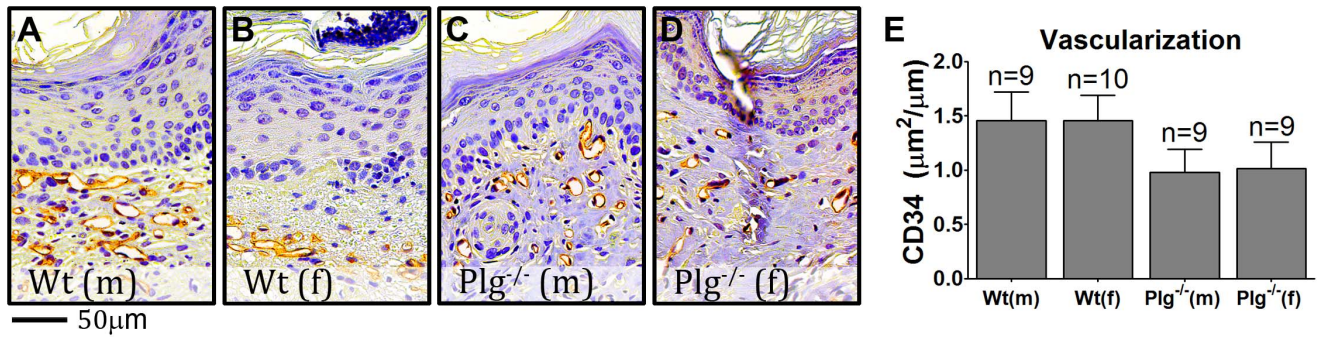 A
Wt (m)
B
Wt (f)
C
Plg-/- (m)
D
Plg-/- (f)
50μm
E
Vascularization
CD34 (μm²/μm)
2.0
1.5
1.0
0.5
0.0
n=9
n=10
n=9
n=9
Wt(m)
Wt(f)
Plg-/-(m)
Plg-/-(f)